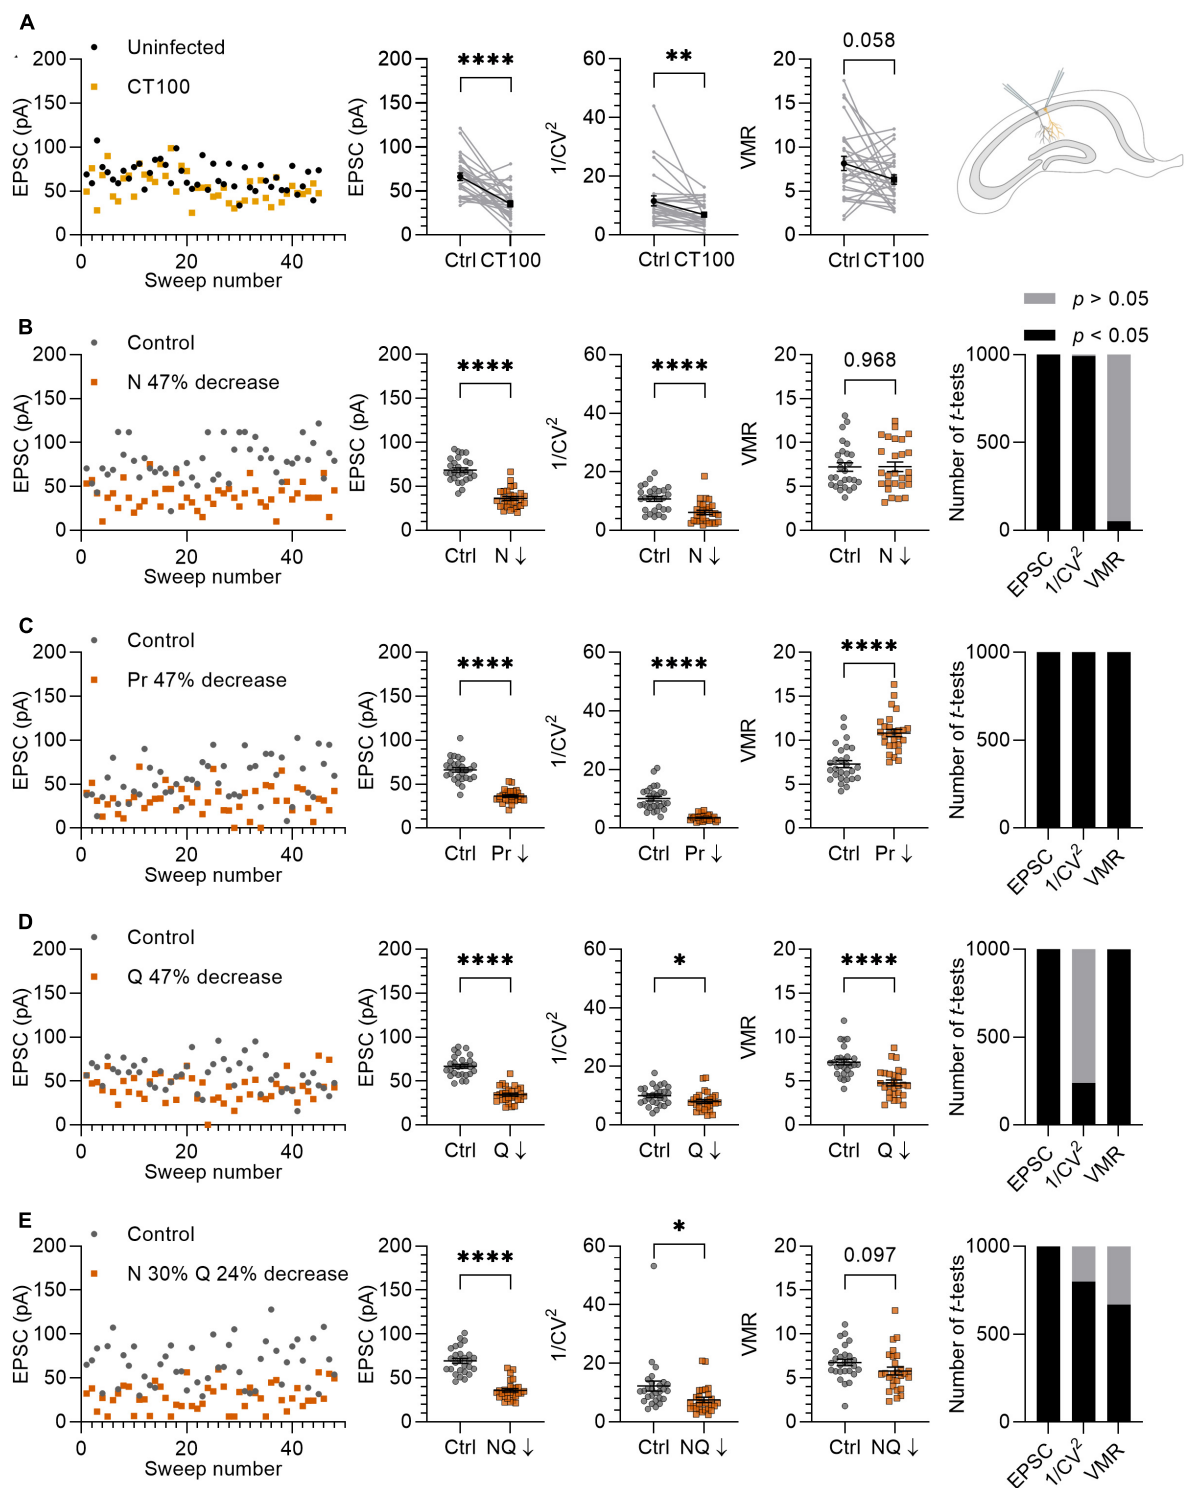 A
Uninfected
CT100
EPSC (pA)
200
150
100
50
0
0
20
40
Sweep number
EPSC (pA)
200
150
100
50
0
****
Ctrl CT100
1/CV²
60
40
20
0
**
Ctrl CT100
VMR
20
15
10
5
0
0.058
Ctrl CT100
p > 0.05
p < 0.05
B
Control
N 47% decrease
EPSC (pA)
200
150
100
50
0
0
20
40
Sweep number
EPSC (pA)
200
150
100
50
0
****
Ctrl N ↓
1/CV²
60
40
20
0
****
Ctrl N ↓
VMR
20
15
10
5
0
0.968
Ctrl N ↓
Number of t-tests
1000
500
0
EPSC
1/CV²
VMR
C
Control
Pr 47% decrease
EPSC (pA)
200
150
100
50
0
0
20
40
Sweep number
EPSC (pA)
200
150
100
50
0
****
Ctrl Pr ↓
1/CV²
60
40
20
0
****
Ctrl Pr ↓
VMR
20
15
10
5
0
****
Ctrl Pr ↓
Number of t-tests
1000
500
0
EPSC
1/CV²
VMR
D
Control
Q 47% decrease
EPSC (pA)
200
150
100
50
0
0
20
40
Sweep number
EPSC (pA)
200
150
100
50
0
****
Ctrl Q ↓
1/CV²
60
40
20
0
*
Ctrl Q ↓
VMR
20
15
10
5
0
****
Ctrl Q ↓
Number of t-tests
1000
500
0
EPSC
1/CV²
VMR
E
Control
N 30% Q 24% decrease
EPSC (pA)
200
150
100
50
0
0
20
40
Sweep number
EPSC (pA)
200
150
100
50
0
****
Ctrl NQ ↓
1/CV²
60
40
20
0
*
Ctrl NQ ↓
VMR
20
15
10
5
0
0.097
Ctrl NQ ↓
Number of t-tests
1000
500
0
EPSC
1/CV²
VMR